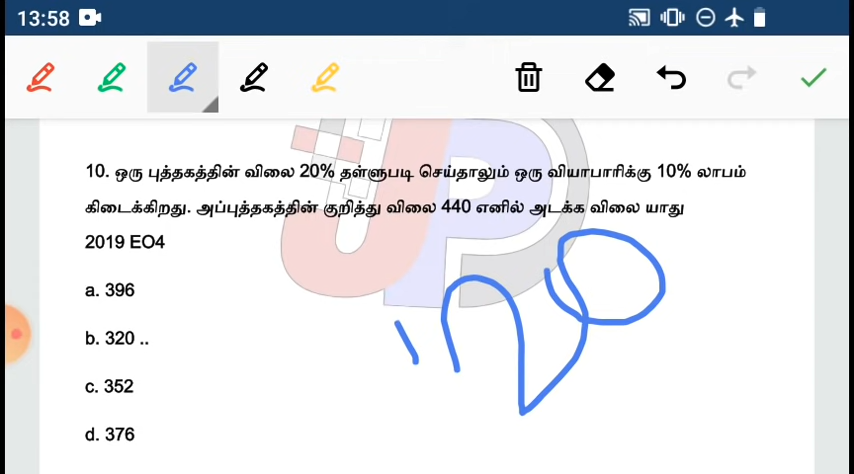 13:58
10. ஒரு புத்தகத்தின் விலை 20% தள்ளுபடி செய்தாலும் ஒரு வியாபாரிக்கு 10% லாபம்
கிடைக்கிறது. அப்புத்தகத்தின் குறித்து விலை 440 எனில் அடக்க விலை யாது
2019 EO4
a. 396
b. 320 ..
c. 352
d. 376